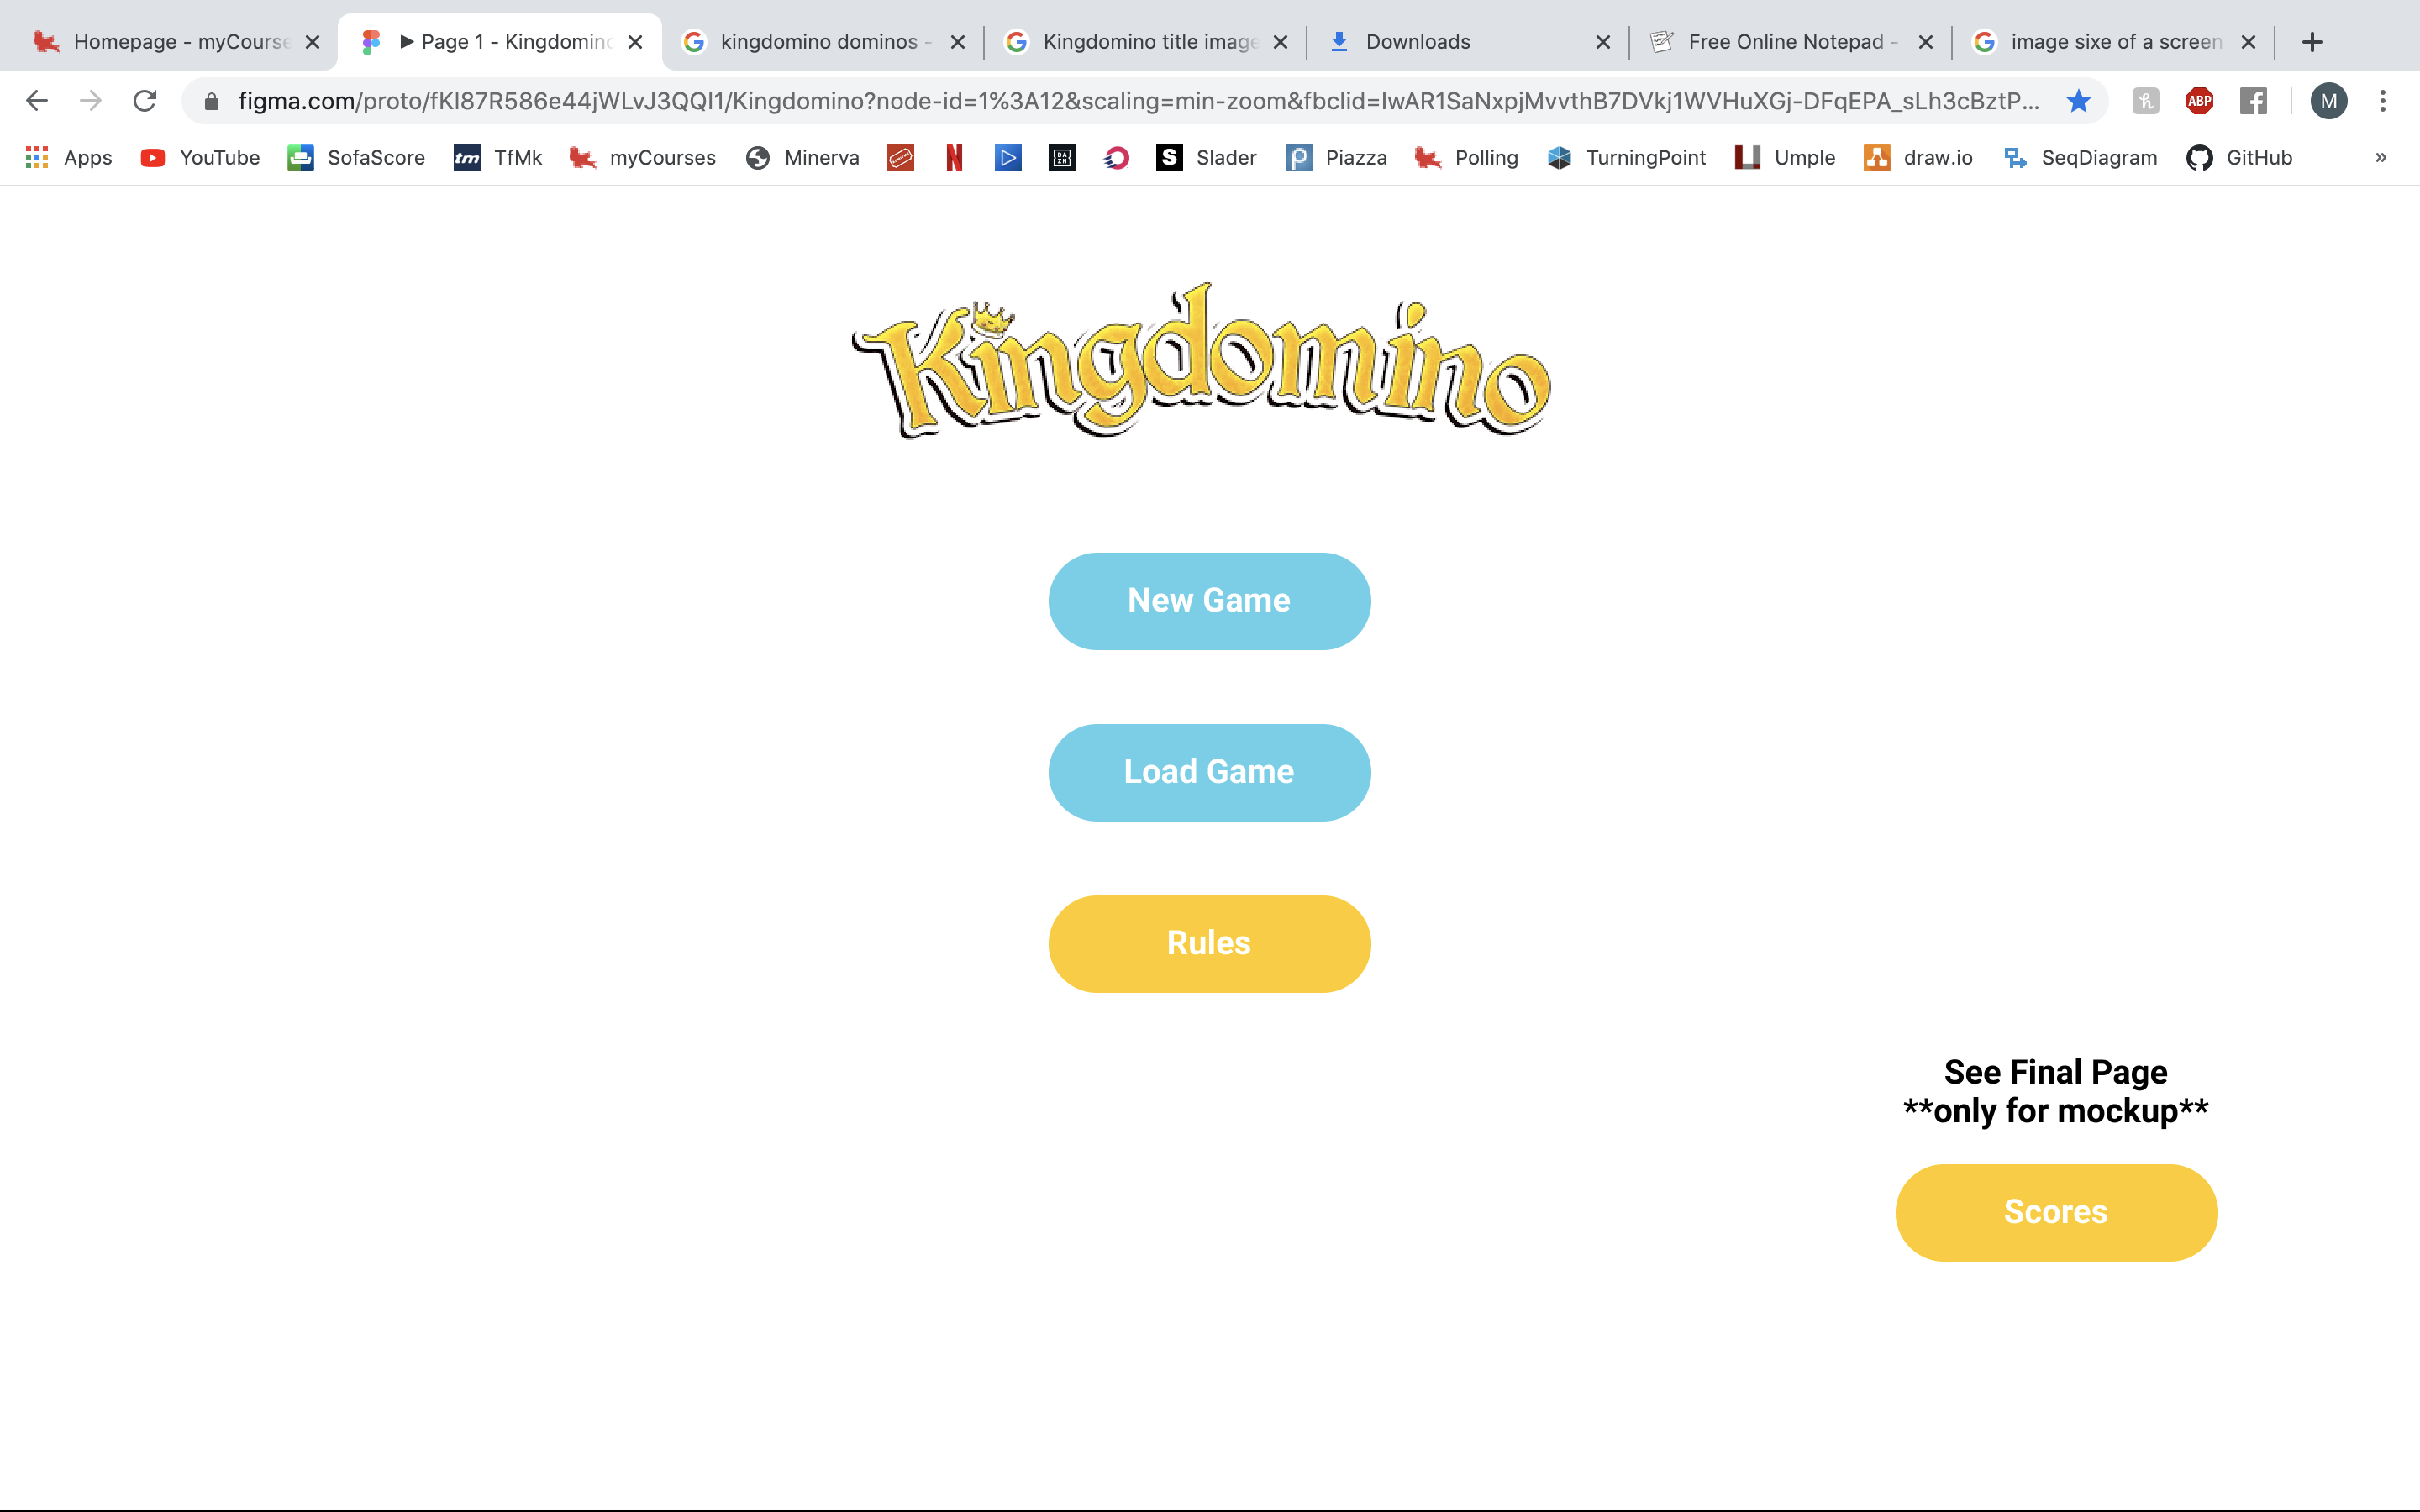 Homepage - myCourse
▶ Page 1 - Kingdomino
kingdomino dominos -
Kingdomino title image
Downloads
Free Online Notepad -
image sixe of a screen
figma.com/proto/fKI87R586e44jWLvJ3QQI1/Kingdomino?node-id=1%3A12&scaling=min-zoom&fbclid=IwAR1SaNxpjMvvthB7DVkj1WVHuXGj-DFqEPA_sLh3cBztP...
ABP
M
Apps
YouTube
SofaScore
tm TfMk
myCourses
Minerva
N
DAZN
S Slader
Piazza
Polling
TurningPoint
Umple
draw.io
SeqDiagram
GitHub
»
Kingdomino
New Game
Load Game
Rules
See Final Page
**only for mockup**
Scores